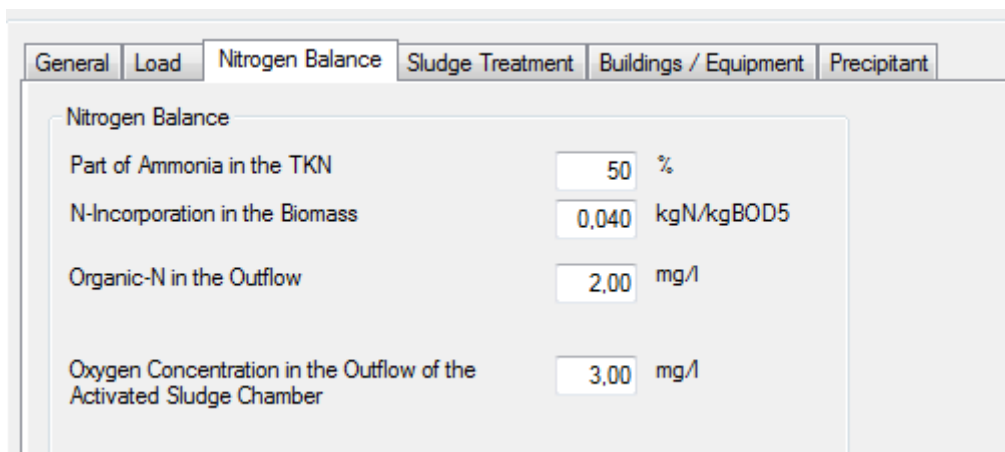 General Load Nitrogen Balance Sludge Treatment Buildings / Equipment Precipitant
Nitrogen Balance
Part of Ammonia in the TKN 50 %
N-Incorporation in the Biomass 0,040 kgN/kgBOD5
Organic-N in the Outflow 2,00 mg/l
Oxygen Concentration in the Outflow of the 3,00 mg/l
Activated Sludge Chamber